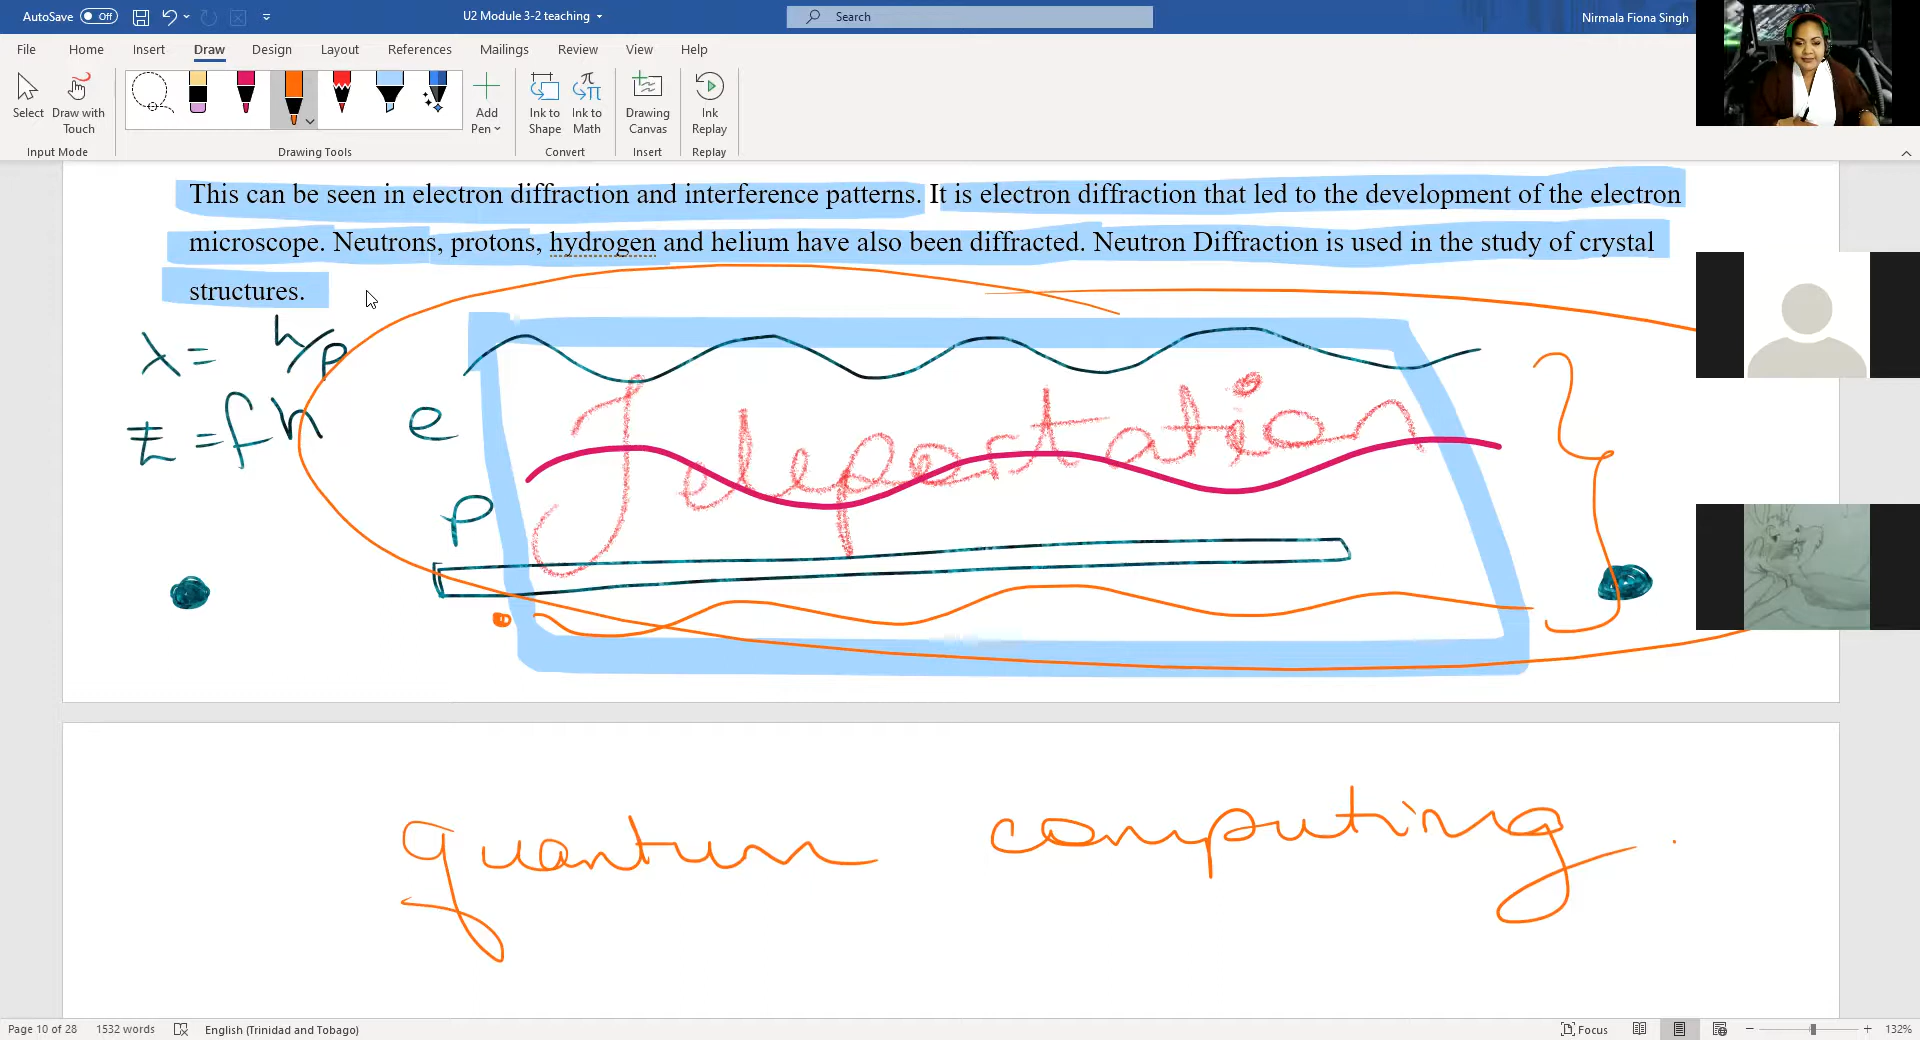 AutoSave Off U2 Module 3-2 teaching Search Nirmala Fiona Singh
File Home Insert Draw Design Layout References Mailings Review View Help
Select Draw with Touch Add Pen Ink to Shape Ink to Math Drawing Canvas Ink Replay
Input Mode Drawing Tools Convert Insert Replay
This can be seen in electron diffraction and interference patterns. It is electron diffraction that led to the development of the electron
microscope. Neutrons, protons, hydrogen and helium have also been diffracted. Neutron Diffraction is used in the study of crystal
structures.
λ = h/p
E = fh
e
Teleportation
p
quantum computing.
Page 10 of 28 1532 words English (Trinidad and Tobago) Focus 132%